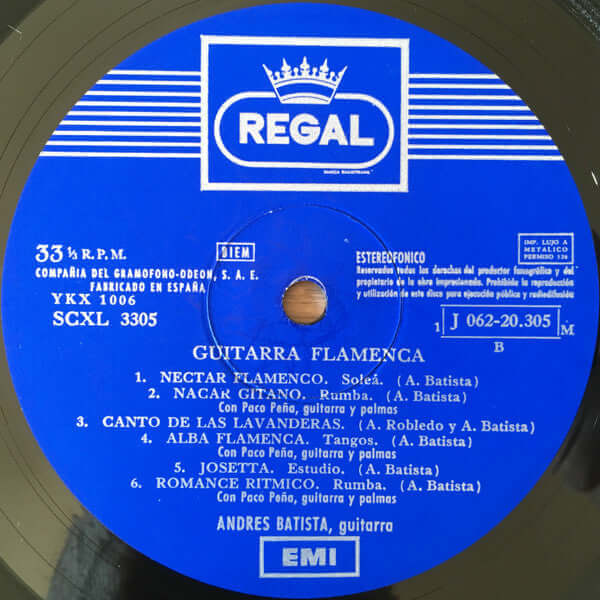 REGAL
MARCA REGISTRADA
33 ⅓ R.P.M.
BIEM
COMPAÑIA DEL GRAMOFONO-ODEON, S. A. E.
FABRICADO EN ESPAÑA
YKX 1006
SCXL 3305
ESTEREOFONICO
IMP. LUJO A
METALICO
PERMISO 136
Reservados todos los derechos del productor fonográfico y del
propietario de la obra impresionada. Prohibida la reproducción
y utilización de este disco para ejecución pública y radiodifusión
1 J 062-20.305 M
B
GUITARRA FLAMENCA
1. NECTAR FLAMENCO. Soleá. (A. Batista)
2. NACAR GITANO. Rumba. (A. Batista)
Con Paco Peña, guitarra y palmas
3. CANTO DE LAS LAVANDERAS. (A. Robledo y A. Batista)
4. ALBA FLAMENCA. Tangos. (A. Batista)
Con Paco Peña, guitarra y palmas
5. JOSETTA. Estudio. (A. Batista)
6. ROMANCE RITMICO. Rumba. (A. Batista)
Con Paco Peña, guitarra y palmas
ANDRES BATISTA, guitarra
EMI